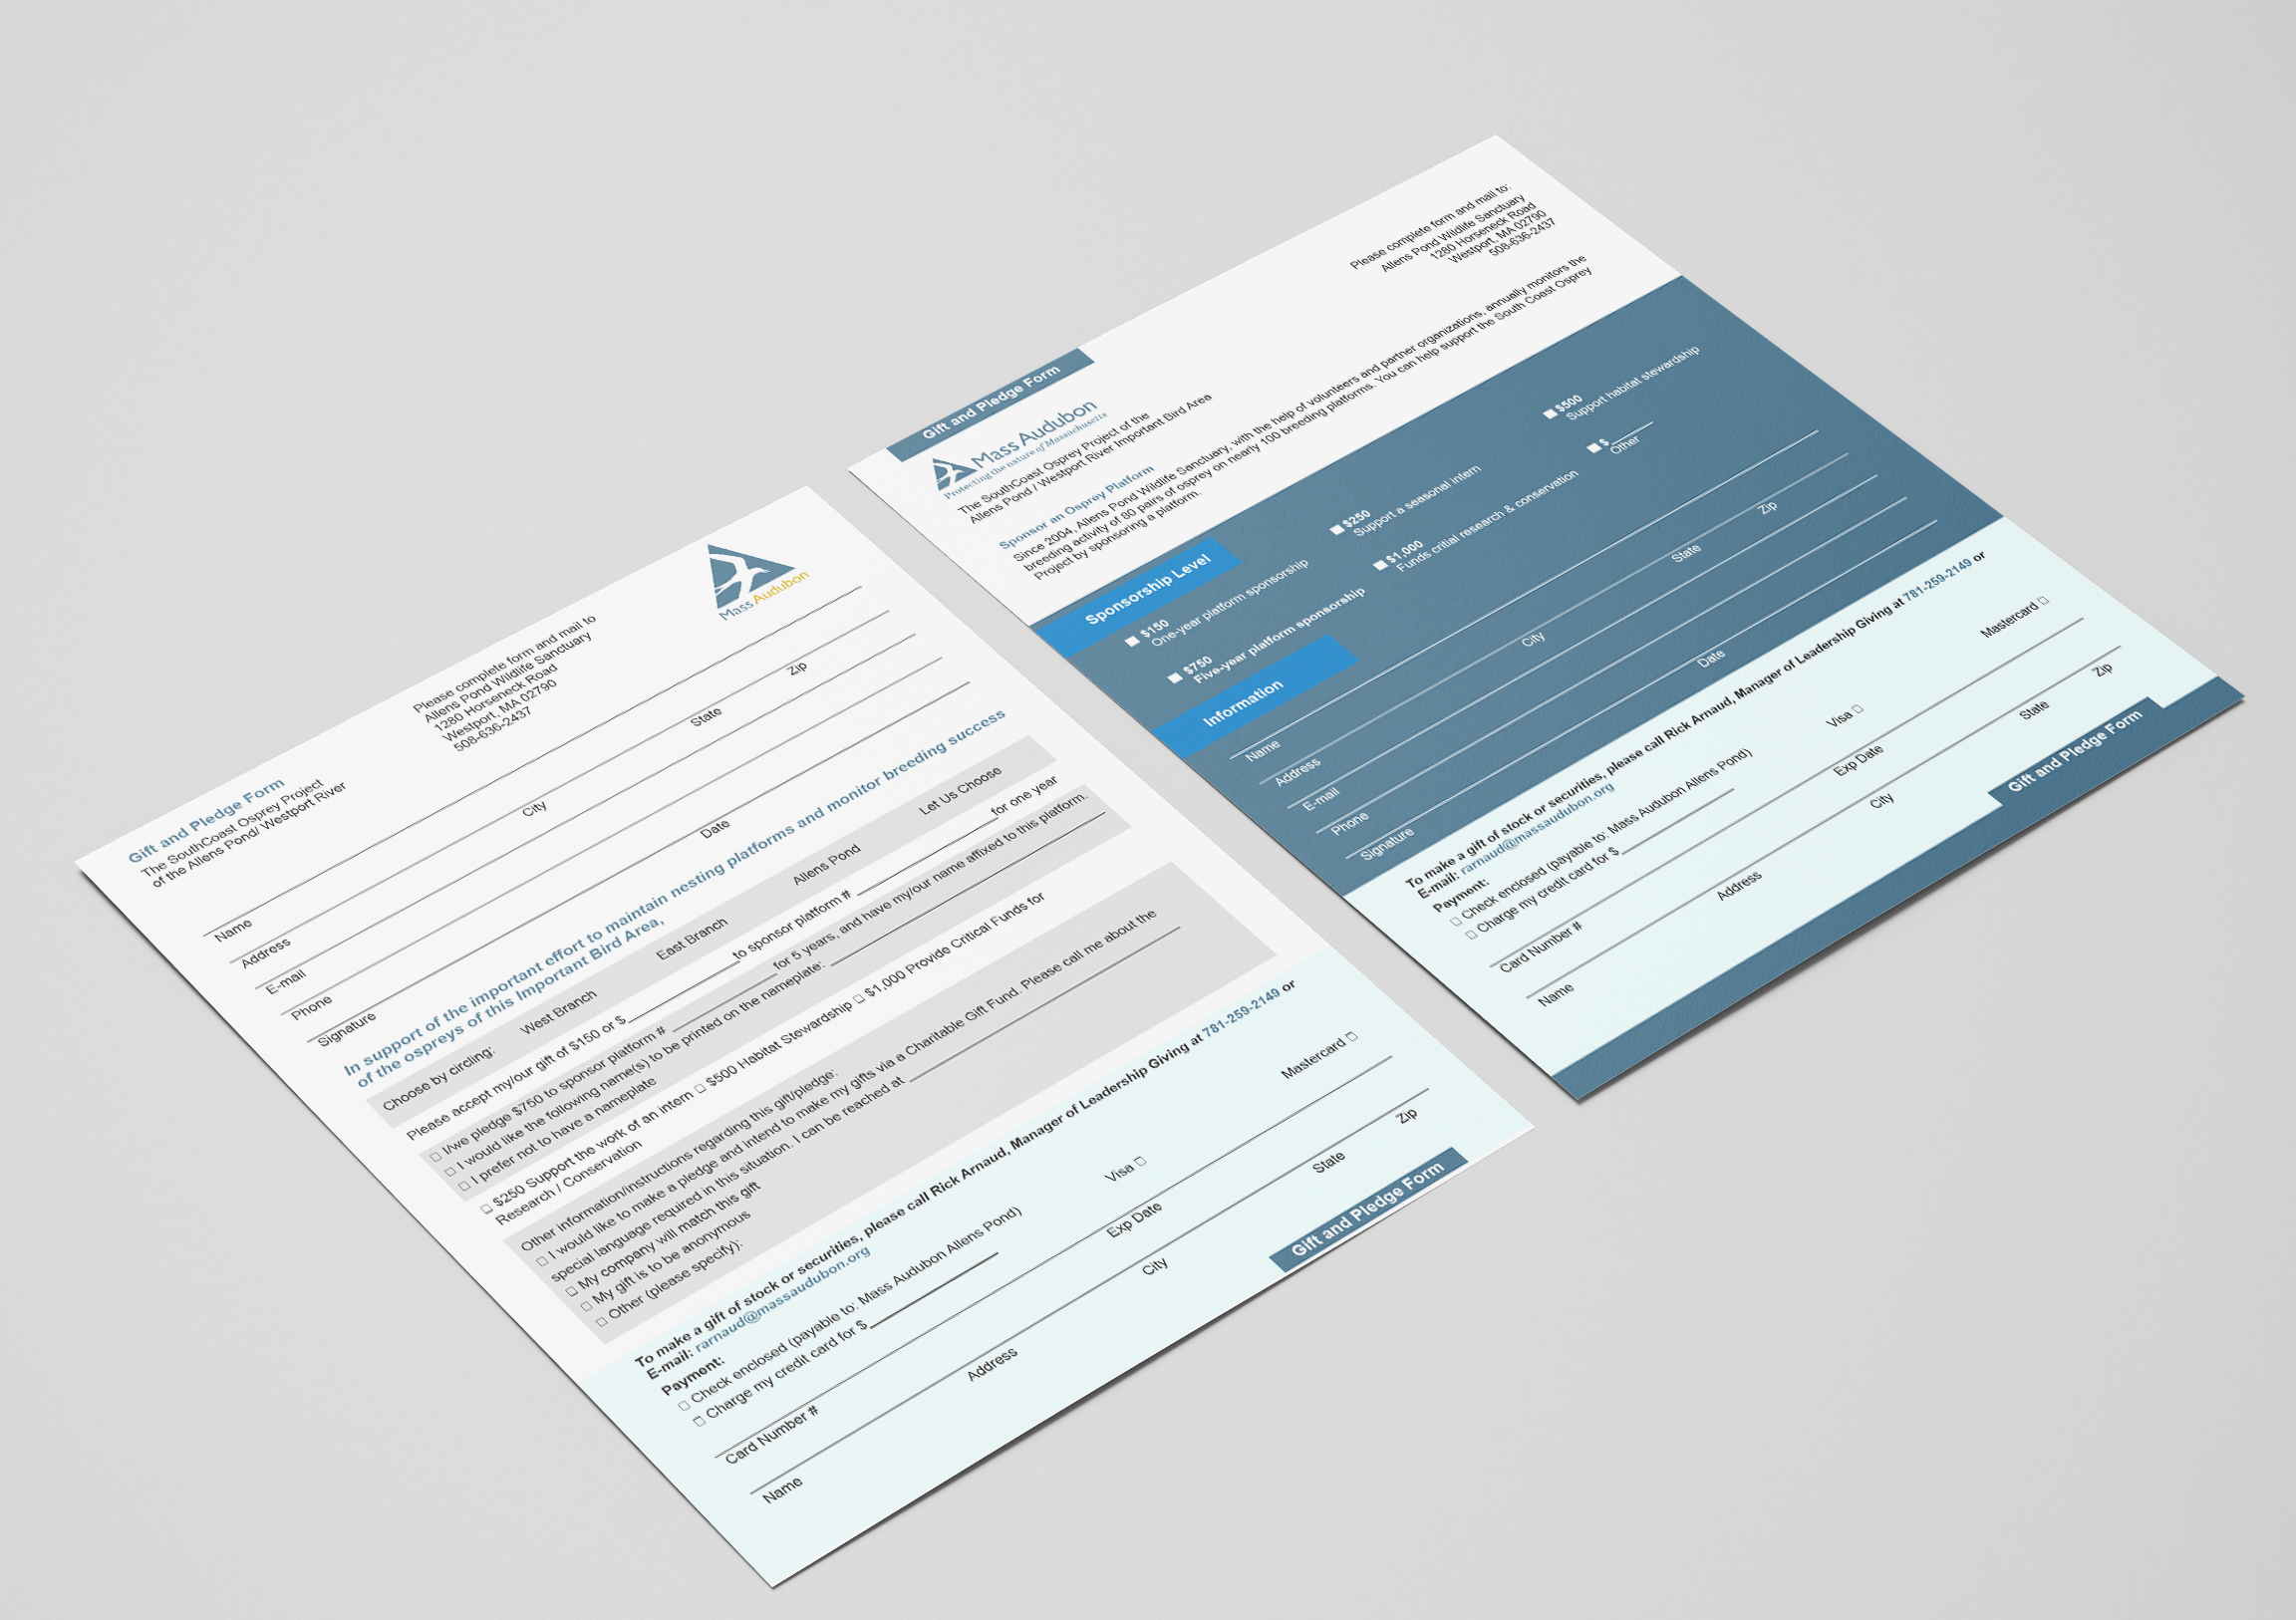 Gift and Pledge Form
The SouthCoast Osprey Project
of the Allens Pond/ Westport River
Please complete form and mail to
Allens Pond Wildlife Sanctuary
1280 Horseneck Road
Westport, MA 02790
508-636-2437
Mass Audubon
Name
Address
City
State
Zip
E-mail
Phone
Signature
Date
In support of the important effort to maintain nesting platforms and monitor breeding success
of the ospreys of this Important Bird Area,
Choose by circling: West Branch East Branch Allens Pond Let Us Choose
Please accept my/our gift of $150 or $ to sponsor platform # for one year
I/we pledge $750 to sponsor platform # for 5 years, and have my/our name affixed to this platform.
I would like the following name(s) to be printed on the nameplate:
I prefer not to have a nameplate
$250 Support the work of an intern $500 Habitat Stewardship $1,000 Provide Critical Funds for
Research / Conservation
Other information/instructions regarding this gift/pledge:
I would like to make a pledge and intend to make my gifts via a Charitable Gift Fund. Please call me about the
special language required in this situation. I can be reached at
My company will match this gift
My gift is to be anonymous
Other (please specify):
To make a gift of stock or securities, please call Rick Arnaud, Manager of Leadership Giving at 781-259-2149 or
E-mail: rarnaud@massaudubon.org
Payment:
Check enclosed (payable to: Mass Audubon Allens Pond)
Charge my credit card for $ Visa Mastercard
Card Number # Exp Date
Name Address City State Zip
Gift and Pledge Form
Gift and Pledge Form
Mass Audubon
Protecting the nature of Massachusetts
The SouthCoast Osprey Project of the
Allens Pond / Westport River Important Bird Area
Please complete form and mail to:
Allens Pond Wildlife Sanctuary
1280 Horseneck Road
Westport, MA 02790
508-636-2437
Sponsor an Osprey Platform
Since 2004, Allens Pond Wildlife Sanctuary, with the help of volunteers and partner organizations, annually monitors the
breeding activity of 80 pairs of osprey on nearly 100 breeding platforms. You can help support the South Coast Osprey
Project by sponsoring a platform.
Sponsorship Level
$150
One-year platform sponsorship
$250
Support a seasonal intern
$500
Support habitat stewardship
$750
Five-year platform sponsorship
$1,000
Funds critial research & conservation
$
Other
Information
Name
Address City State Zip
E-mail
Phone
Signature Date
To make a gift of stock or securities, please call Rick Arnaud, Manager of Leadership Giving at 781-259-2149 or
E-mail: rarnaud@massaudubon.org
Payment:
Check enclosed (payable to: Mass Audubon Allens Pond)
Charge my credit card for $ Visa Mastercard
Card Number # Exp Date
Name Address City State Zip
Gift and Pledge Form